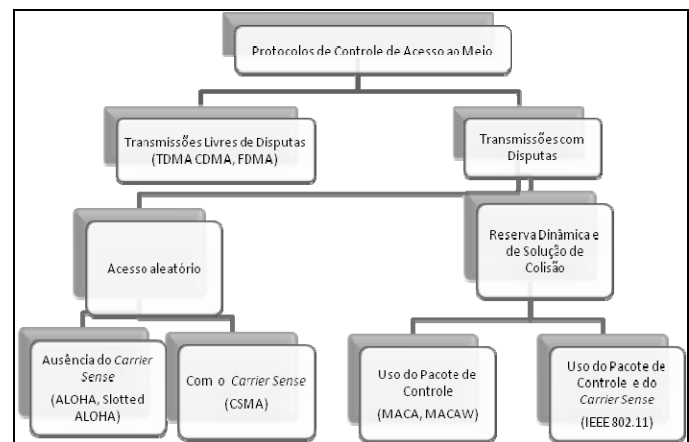 Protocolos de Controle de Acesso ao Meio
Transmissões Livres de Disputas
(TDMA CDMA, FDMA)
Transmissões com
Disputas
Acesso aleatório
Reserva Dinâmica e
de Solução de
Colisão
Ausência do Carrier
Sense
(ALOHA, Slotted
ALOHA)
Com o Carrier Sense
(CSMA)
Uso do Pacote de
Controle
(MACA, MACAW)
Uso do Pacote de
Controle e do
Carrier Sense
(IEEE 802.11)